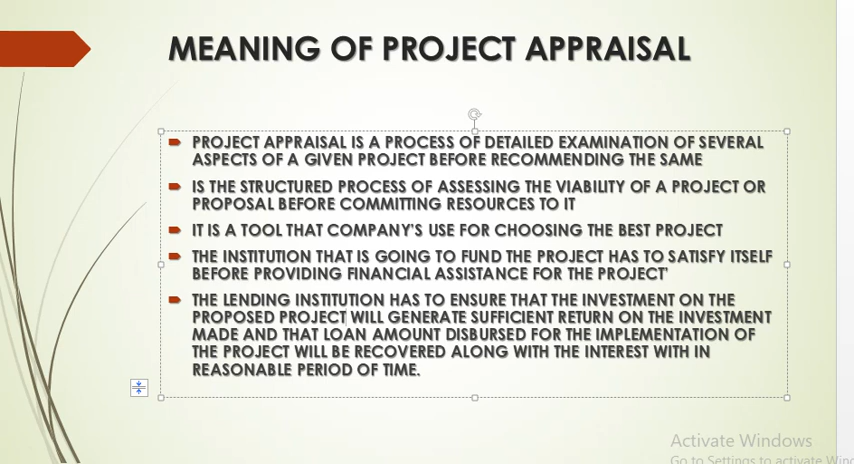 MEANING OF PROJECT APPRAISAL
PROJECT APPRAISAL IS A PROCESS OF DETAILED EXAMINATION OF SEVERAL
ASPECTS OF A GIVEN PROJECT BEFORE RECOMMENDING THE SAME
IS THE STRUCTURED PROCESS OF ASSESSING THE VIABILITY OF A PROJECT OR
PROPOSAL BEFORE COMMITTING RESOURCES TO IT
IT IS A TOOL THAT COMPANY'S USE FOR CHOOSING THE BEST PROJECT
THE INSTITUTION THAT IS GOING TO FUND THE PROJECT HAS TO SATISFY ITSELF
BEFORE PROVIDING FINANCIAL ASSISTANCE FOR THE PROJECT'
THE LENDING INSTITUTION HAS TO ENSURE THAT THE INVESTMENT ON THE
PROPOSED PROJECT WILL GENERATE SUFFICIENT RETURN ON THE INVESTMENT
MADE AND THAT LOAN AMOUNT DISBURSED FOR THE IMPLEMENTATION OF
THE PROJECT WILL BE RECOVERED ALONG WITH THE INTEREST WITH IN
REASONABLE PERIOD OF TIME.
Activate Windows
Go to Settings to activate Wind